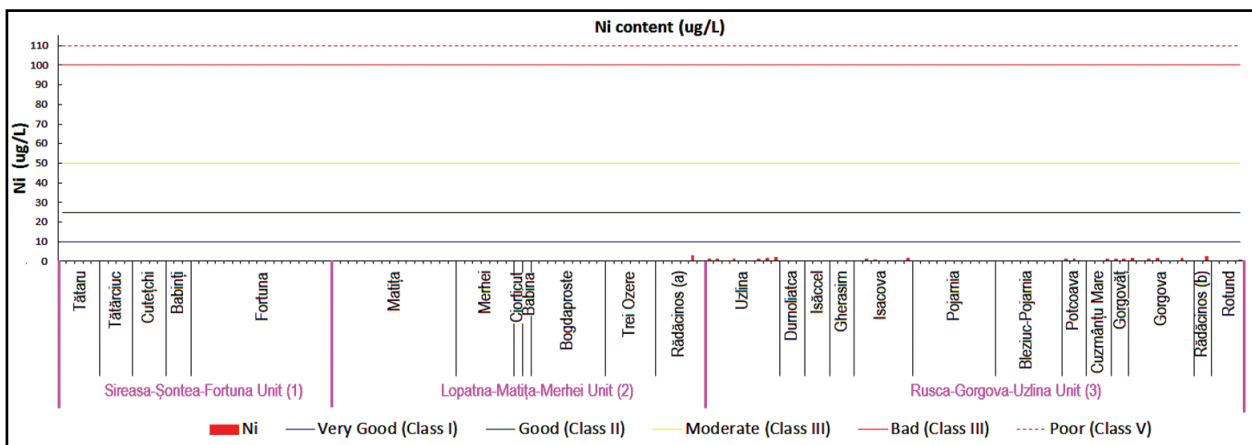 Ni content (ug/L)
Ni (ug/L)
110
100
90
80
70
60
50
40
30
20
10
0
Tătaru
Tătârciuc
Cutețchi
Babinți
Fortuna
Matița
Merhei
Ciorticut
Babina
Bogdaproste
Trei Ozere
Rădăcinos (a)
Uzlina
Durnoliatca
Isăccel
Gherasim
Isacova
Pojarnia
Bleziuc-Pojarnia
Potcoava
Cuzmânțu Mare
Gorgovăț
Gorgova
Rădăcinos (b)
Rotund
Sireasa-Șontea-Fortuna Unit (1)
Lopatna-Matița-Merhei Unit (2)
Rusca-Gorgova-Uzlina Unit (3)
Ni
Very Good (Class I)
Good (Class II)
Moderate (Class III)
Bad (Class III)
Poor (Class V)